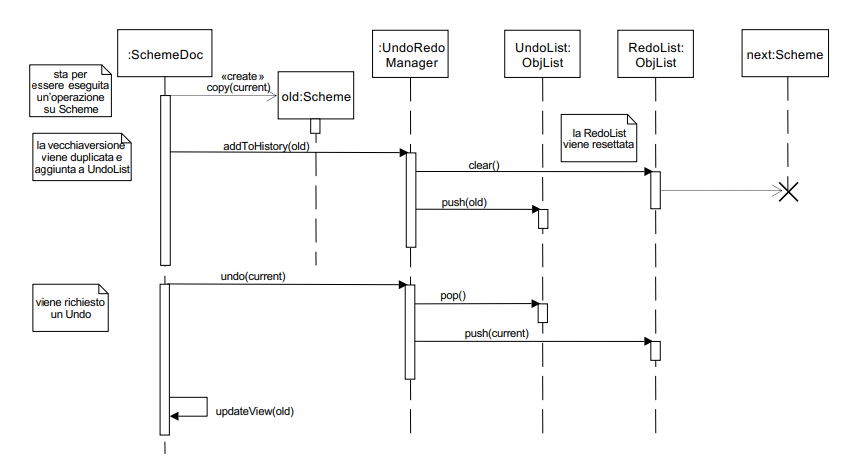 :SchemeDoc
:UndoRedo
Manager
UndoList:
ObjList
RedoList:
ObjList
next:Scheme
sta per
essere eseguita
un'operazione
su Scheme
«create»
copy(current)
old:Scheme
la vecchiaversione
viene duplicata e
aggiunta a UndoList
addToHistory(old)
la RedoList
viene resettata
clear()
push(old)
undo(current)
viene richiesto
un Undo
pop()
push(current)
updateView(old)